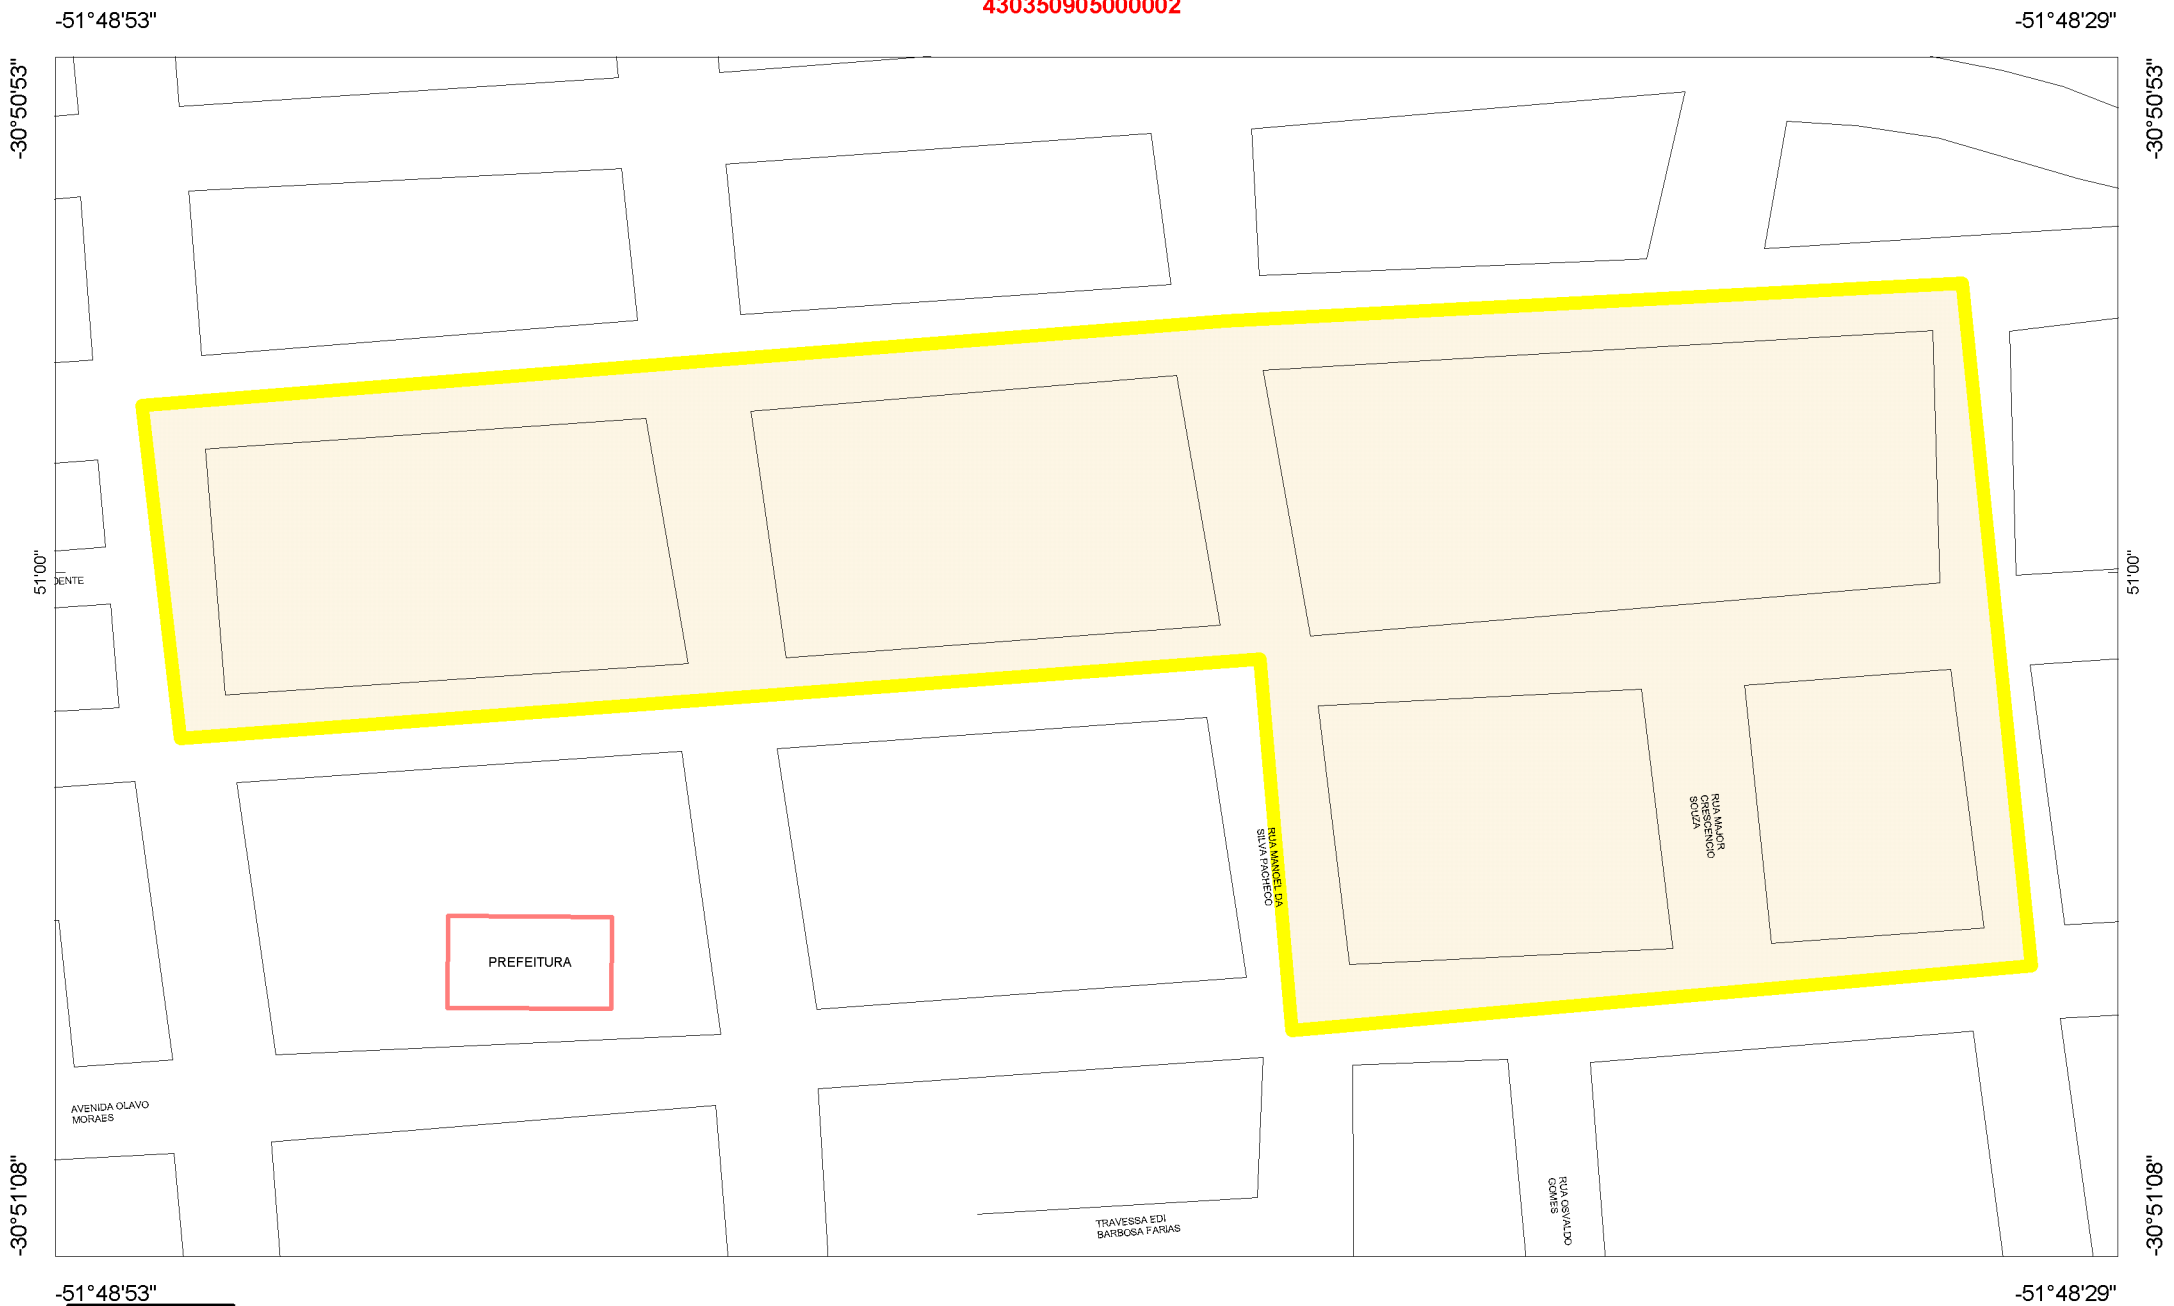 430350905000002
-51°48'53"
-51°48'29"
-30°50'53"
-30°50'53"
51'00"
51'00"
DENTE
RUA MAJOR
CRESCENCIO
SOUZA
RUA MANOEL DA
SILVA PACHECO
PREFEITURA
AVENIDA OLAVO
MORAES
RUA OSVALDO
GOMES
TRAVESSA EDI
BARBOSA FARIAS
-30°51'08"
-30°51'08"
-51°48'53"
-51°48'29"